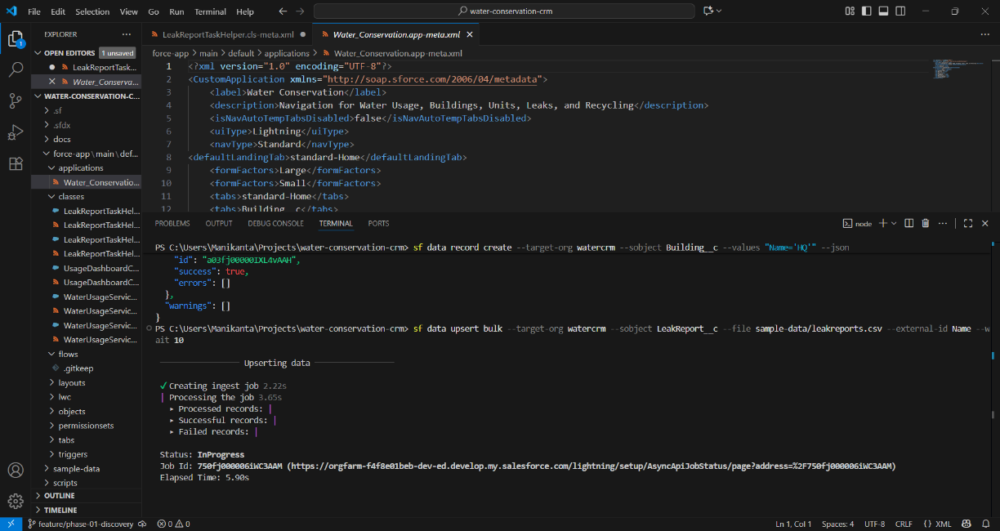 File Edit Selection View Go Run Terminal Help
water-conservation-crm
EXPLORER
OPEN EDITORS 1 unsaved
LeakReportTask...
Water_Conserva...
WATER-CONSERVATION-C...
.sf
.sfdx
docs
force-app\main\def...
applications
Water_Conservatio...
classes
LeakReportTaskHel...
LeakReportTaskHel...
LeakReportTaskHel...
LeakReportTaskHel...
UsageDashboardC...
UsageDashboardC...
WaterUsageServic...
WaterUsageServic...
WaterUsageServic...
WaterUsageServic...
flows
.gitkeep
layouts
lwc
objects
permissionsets
tabs
triggers
sample-data
scripts
OUTLINE
TIMELINE
LeakReportTaskHelper.cls-meta.xml
Water_Conservation.app-meta.xml
force-app > main > default > applications > Water_Conservation.app-meta.xml
1 <?xml version="1.0" encoding="UTF-8"?>
2 <CustomApplication xmlns="http://soap.sforce.com/2006/04/metadata">
3 <label>Water Conservation</label>
4 <description>Navigation for Water Usage, Buildings, Units, Leaks, and Recycling</description>
5 <isNavAutoTempTabsDisabled>false</isNavAutoTempTabsDisabled>
6 <uiType>Lightning</uiType>
7 <navType>Standard</navType>
8 <defaultLandingTab>standard-Home</defaultLandingTab>
9 <formFactors>Large</formFactors>
10 <formFactors>Small</formFactors>
11 <tabs>standard-Home</tabs>
12 <tabs>Building__c</tabs>
PROBLEMS OUTPUT DEBUG CONSOLE TERMINAL PORTS
node
PS C:\Users\Manikanta\Projects\water-conservation-crm> sf data record create --target-org watercrm --sobject Building__c --values "Name='HQ'" --json
"id": "a03fj00000IXL4vAAH",
"success": true,
"errors": []
},
"warnings": []
}
PS C:\Users\Manikanta\Projects\water-conservation-crm> sf data upsert bulk --target-org watercrm --sobject LeakReport__c --file sample-data/leakreports.csv --external-id Name --w
ait 10
Upserting data
✓ Creating ingest job 2.22s
| Processing the job 3.65s
▸ Processed records: |
▸ Successful records: |
▸ Failed records: |
Status: InProgress
Job Id: 750fj000006iWC3AAM (https://orgfarm-f4f8e01beb-dev-ed.develop.my.salesforce.com/lightning/setup/AsyncApiJobStatus/page?address=%2F750fj000006iWC3AAM)
Elapsed Time: 5.90s
feature/phase-01-discovery 0 0 Ln 1, Col 1 Spaces: 4 UTF-8 CRLF {} XML